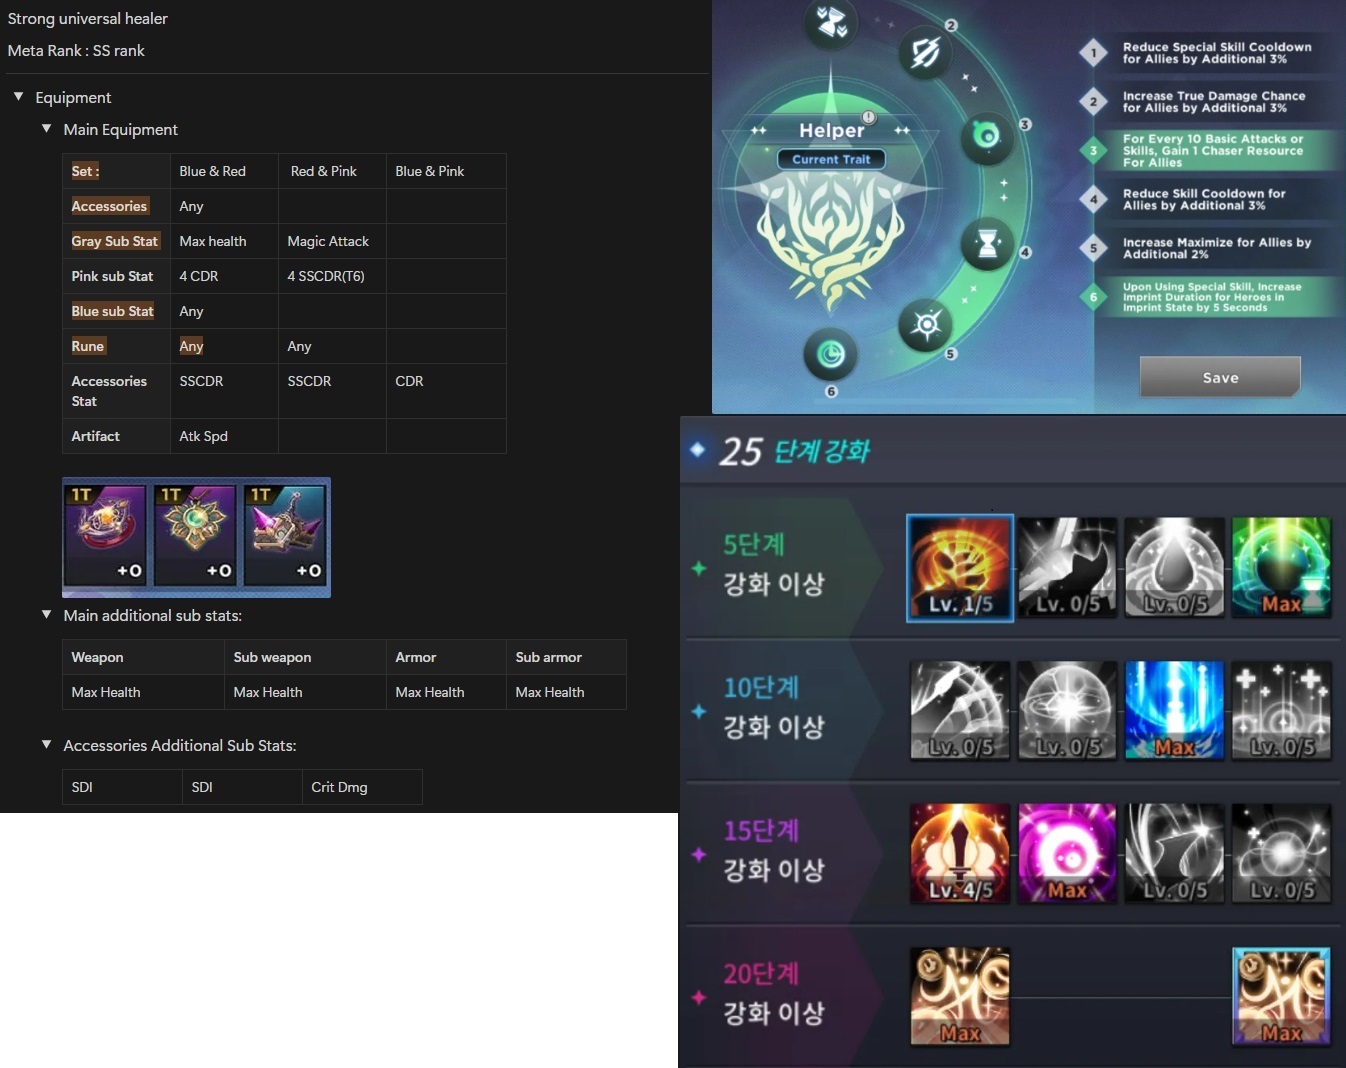 Strong universal healer
Meta Rank : SS rank
▼ Equipment
▼ Main Equipment
Set : Blue & Red Red & Pink Blue & Pink
Accessories Any
Gray Sub Stat Max health Magic Attack
Pink sub Stat 4 CDR 4 SSCDR(T6)
Blue sub Stat Any
Rune Any Any
Accessories Stat SSCDR SSCDR CDR
Artifact Atk Spd
1T 1T 1T
+0 +0 +0
▼ Main additional sub stats:
Weapon Sub weapon Armor Sub armor
Max Health Max Health Max Health Max Health
▼ Accessories Additional Sub Stats:
SDI SDI Crit Dmg
Helper
Current Trait
2
3
4
5
6
1 Reduce Special Skill Cooldown
for Allies by Additional 3%
2 Increase True Damage Chance
for Allies by Additional 3%
3 For Every 10 Basic Attacks or
Skills, Gain 1 Chaser Resource
For Allies
4 Reduce Skill Cooldown for
Allies by Additional 3%
5 Increase Maximize for Allies by
Additional 2%
6 Upon Using Special Skill, Increase
Imprint Duration for Heroes in
Imprint State by 5 Seconds
Save
25 단계 강화
5단계
강화 이상
Lv. 1/5 Lv. 0/5 Lv. 0/5 Max
10단계
강화 이상
Lv. 0/5 Lv. 0/5 Max Lv. 0/5
15단계
강화 이상
Lv. 4/5 Max Lv. 0/5 Lv. 0/5
20단계
강화 이상
Max Max